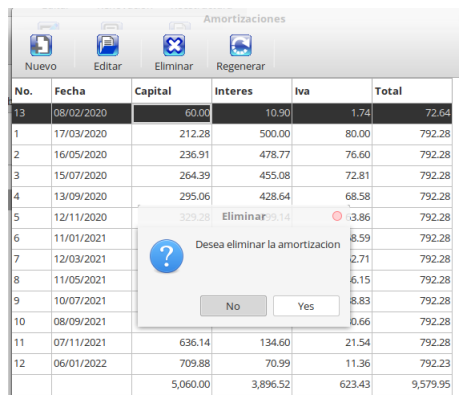 Amortizaciones
Nuevo Editar Eliminar Regenerar
No. Fecha Capital Interes Iva Total
13 08/02/2020 60.00 10.90 1.74 72.64
1 17/03/2020 212.28 500.00 80.00 792.28
2 16/05/2020 236.91 478.77 76.60 792.28
3 15/07/2020 264.39 455.08 72.81 792.28
4 13/09/2020 295.06 428.64 68.58 792.28
5 12/11/2020 329.28 63.86 792.28
6 11/01/2021 792.28
7 12/03/2021 792.28
8 11/05/2021 792.28
9 10/07/2021 792.28
10 08/09/2021 792.28
11 07/11/2021 636.14 134.60 21.54 792.28
12 06/01/2022 709.88 70.99 11.36 792.23
5,060.00 3,896.52 623.43 9,579.95
Eliminar
Desea eliminar la amortizacion
No Yes